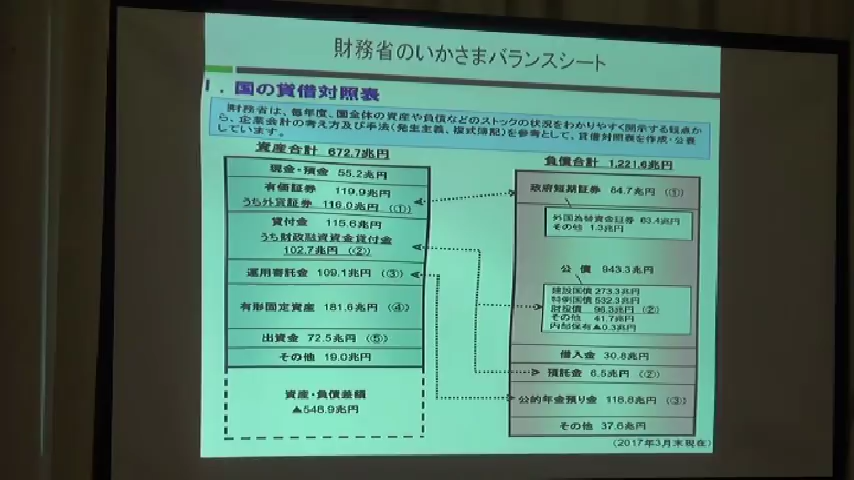 財務省のいかさまバランスシート
Ⅰ．国の貸借対照表
財務省は、毎年度、国全体の資産や負債などのストックの状況をわかりやすく開示する観点か
ら、企業会計の考え方及び手法（発生主義、複式簿記）を参考として、貸借対照表を作成・公表
しています。
資産合計 672.7兆円
現金・預金 55.2兆円
有価証券 119.9兆円
うち外貨証券 116.0兆円 （①）
貸付金 115.6兆円
うち財政融資資金貸付金
102.7兆円 （②）
運用寄託金 109.1兆円 （③）
有形固定資産 181.6兆円 （④）
出資金 72.5兆円 （⑤）
その他 19.0兆円
資産・負債差額
▲548.9兆円
負債合計 1,221.6兆円
政府短期証券 84.7兆円 （①）
外国為替資金証券 83.4兆円
その他 1.3兆円
公債 943.3兆円
建設国債 273.3兆円
特例国債 532.3兆円
財投債 96.3兆円 （②）
その他 41.7兆円
内部保有 ▲0.3兆円
借入金 30.8兆円
預託金 6.5兆円 （②）
公的年金預り金 118.8兆円 （③）
その他 37.6兆円
（2017年3月末現在）